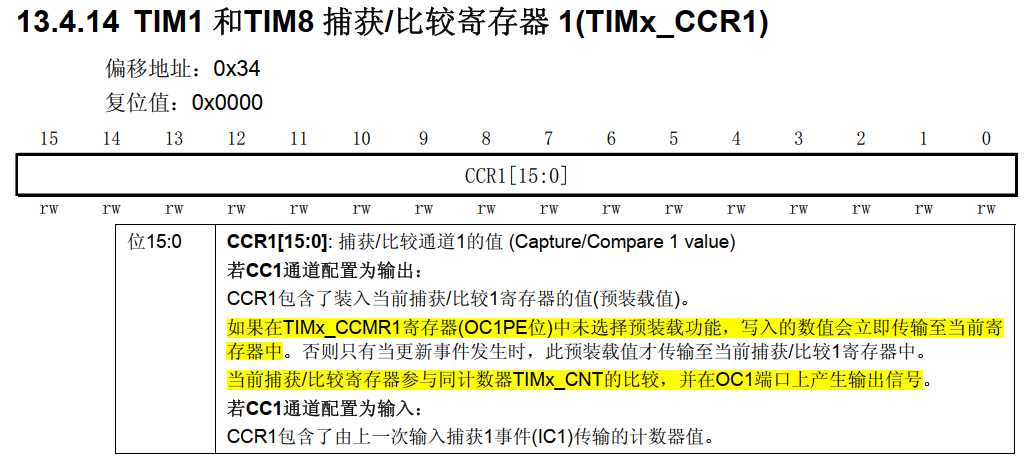 13.4.14 TIM1 和TIM8 捕获/比较寄存器 1(TIMx_CCR1)
偏移地址：0x34
复位值：0x0000
15 14 13 12 11 10 9 8 7 6 5 4 3 2 1 0
CCR1[15:0]
rw rw rw rw rw rw rw rw rw rw rw rw rw rw rw rw
位15:0 CCR1[15:0]: 捕获/比较通道1的值 (Capture/Compare 1 value)
若CC1通道配置为输出：
CCR1包含了装入当前捕获/比较1寄存器的值(预装载值)。
如果在TIMx_CCMR1寄存器(OC1PE位)中未选择预装载功能，写入的数值会立即传输至当前寄
存器中。否则只有当更新事件发生时，此预装载值才传输至当前捕获/比较1寄存器中。
当前捕获/比较寄存器参与同计数器TIMx_CNT的比较，并在OC1端口上产生输出信号。
若CC1通道配置为输入：
CCR1包含了由上一次输入捕获1事件(IC1)传输的计数器值。